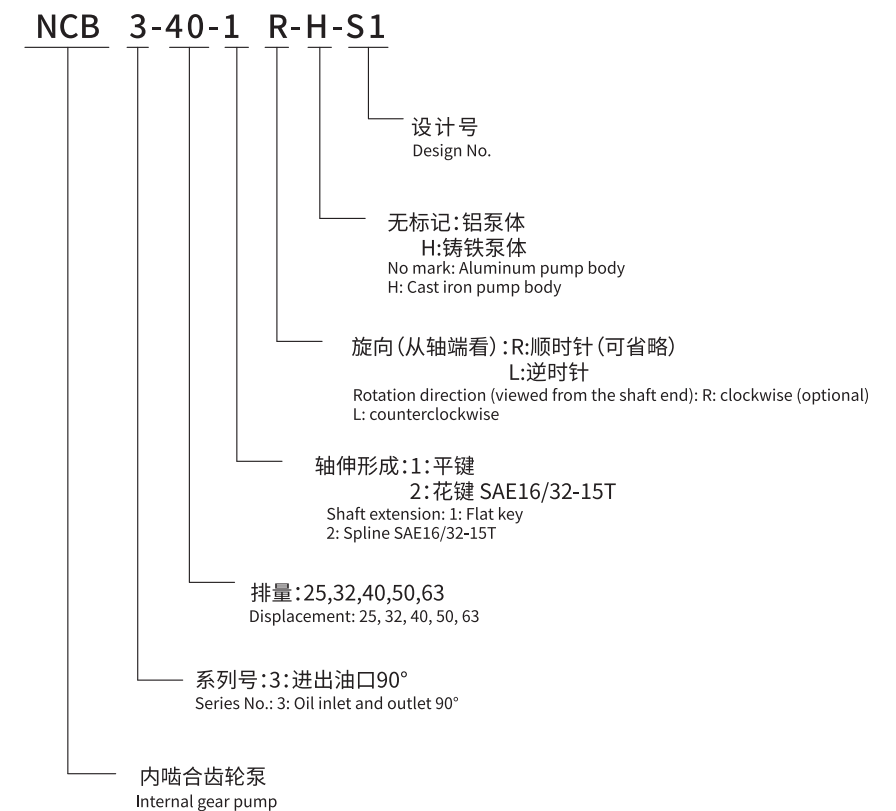 NCB 3-40-1 R-H-S1
设计号
Design No.
无标记:铝泵体
H:铸铁泵体
No mark: Aluminum pump body
H: Cast iron pump body
旋向(从轴端看):R:顺时针(可省略)
L:逆时针
Rotation direction (viewed from the shaft end): R: clockwise (optional)
L: counterclockwise
轴伸形成:1:平键
2:花键 SAE16/32-15T
Shaft extension: 1: Flat key
2: Spline SAE16/32-15T
排量:25,32,40,50,63
Displacement: 25, 32, 40, 50, 63
系列号:3:进出油口90°
Series No.: 3: Oil inlet and outlet 90°
内啮合齿轮泵
Internal gear pump